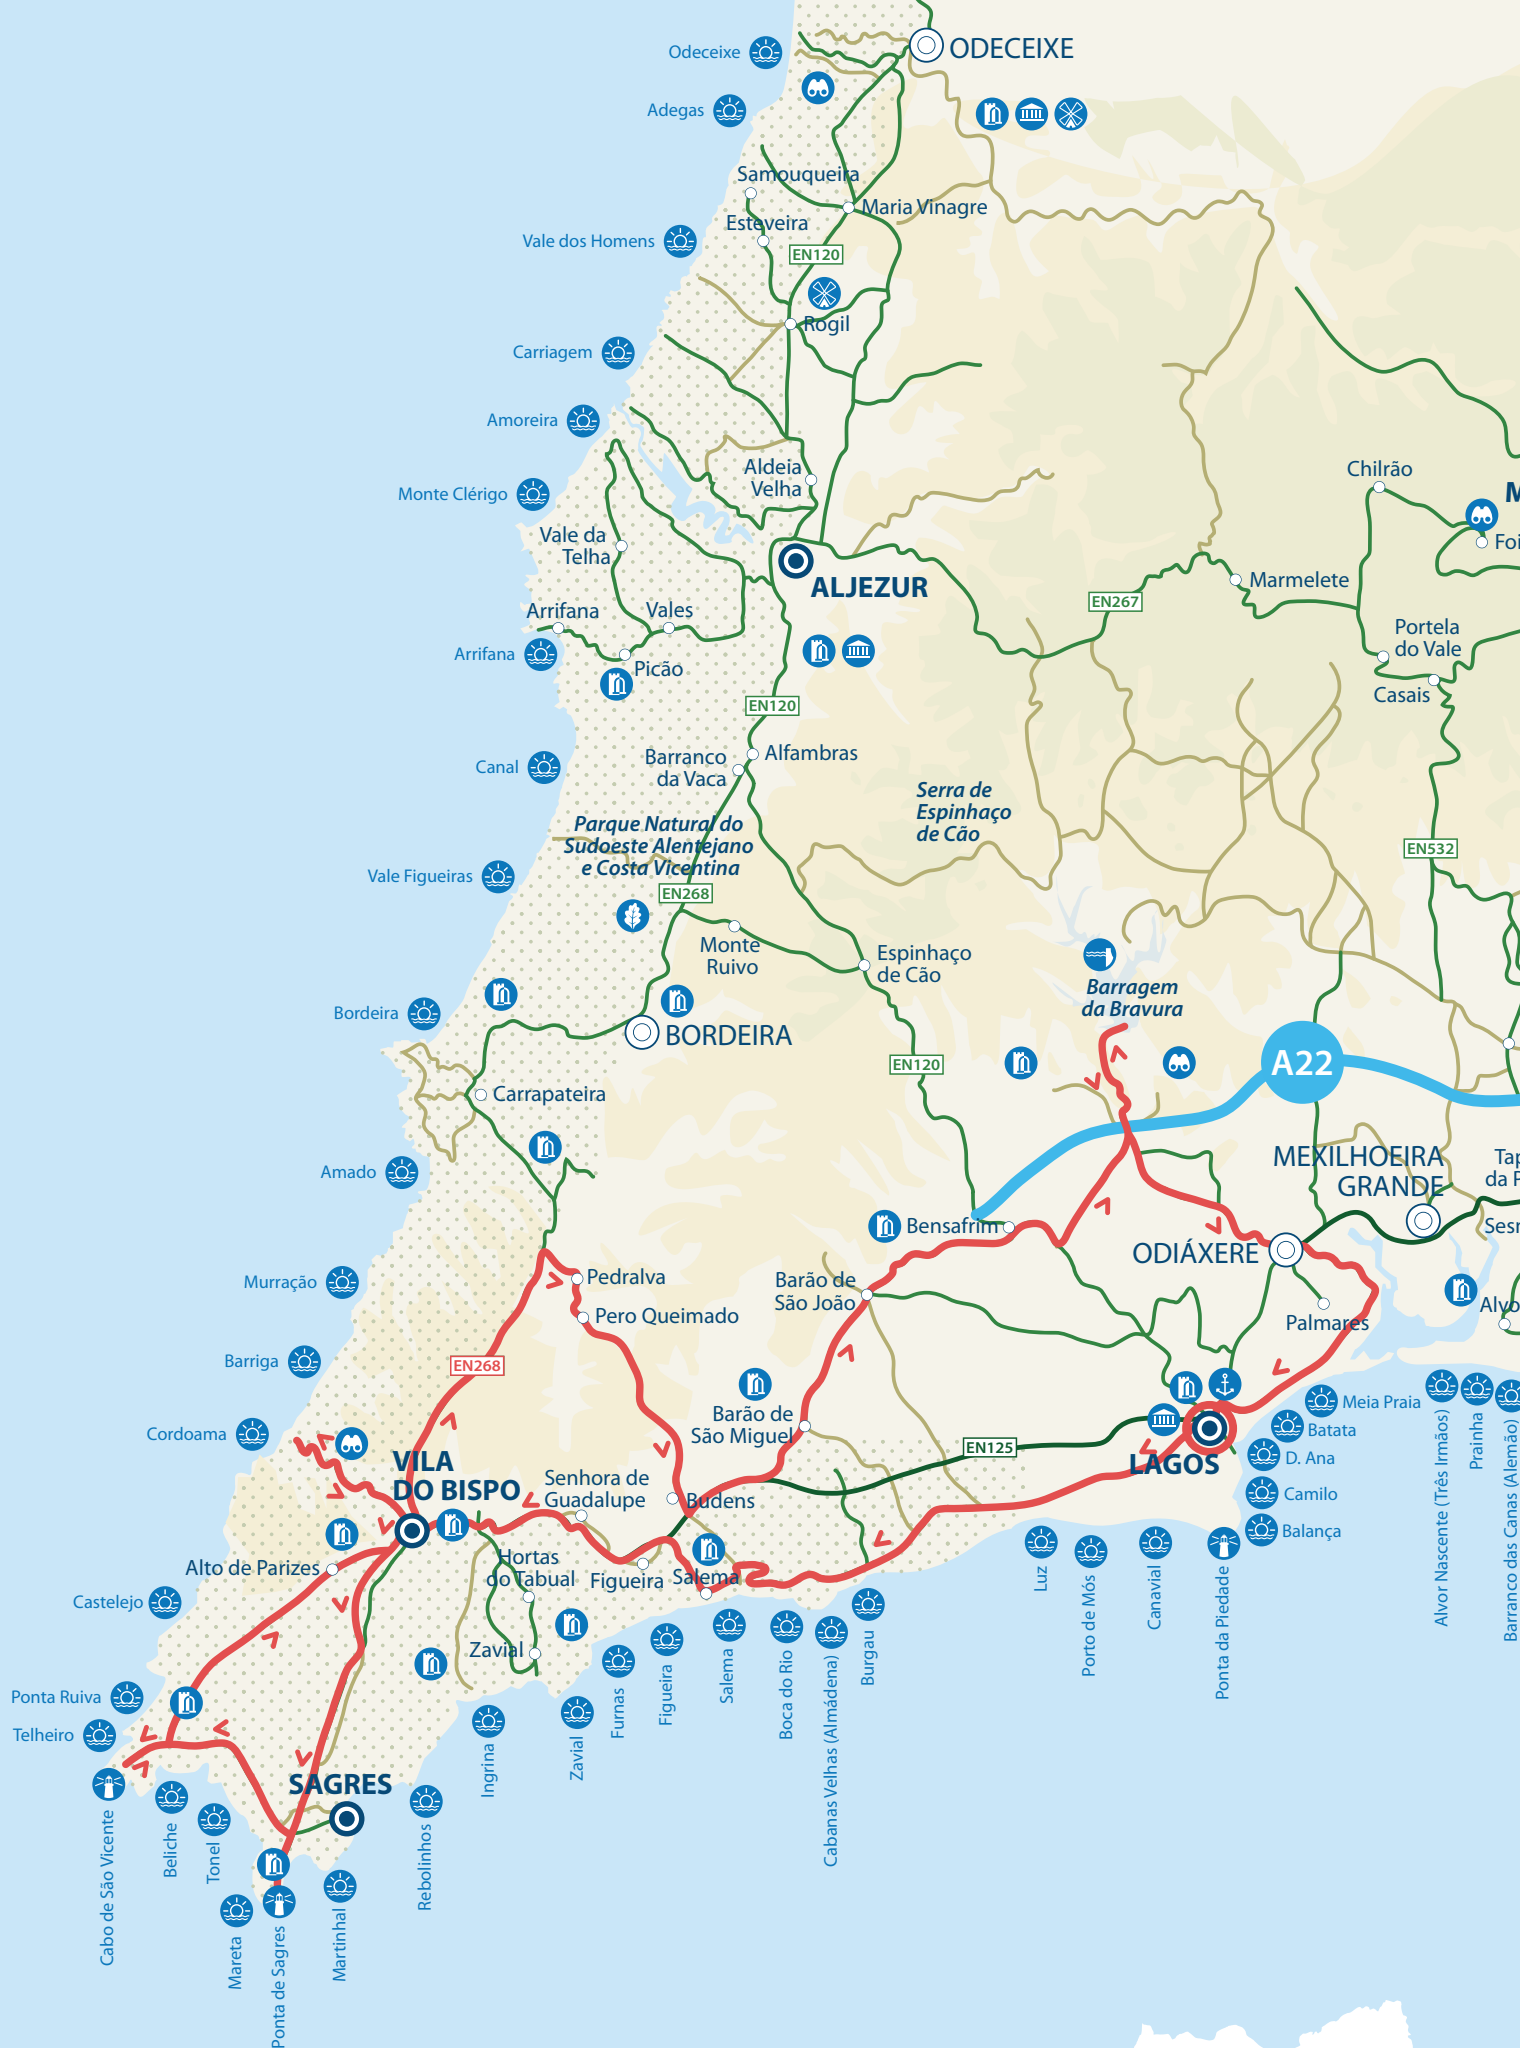 Odeceixe
ODECEIXE
Adegas
Samouqueira
Maria Vinagre
Esteveira
Vale dos Homens
EN120
Rogil
Carriagem
Amoreira
Aldeia
Velha
Chilrão
Monte Clérigo
M
Vale da
Telha
Foi
ALJEZUR
Marmelete
EN267
Arrifana
Vales
Portela
do Vale
Arrifana
Picão
Casais
EN120
Barranco
da Vaca
Alfambras
Canal
Serra de
Espinhaço
de Cão
Parque Natural do
Sudoeste Alentejano
e Costa Vicentina
EN532
Vale Figueiras
EN268
Monte
Ruivo
Espinhaço
de Cão
Barragem
da Bravura
Bordeira
BORDEIRA
EN120
A22
Carrapateira
MEXILHOEIRA
GRANDE
Tap
da P
Amado
Bensafrim
Sesm
ODIÁXERE
Murração
Pedralva
Barão de
São João
Pero Queimado
Palmares
Alvo
Barriga
EN268
Meia Praia
Barão de
São Miguel
Cordoama
Batata
EN125
D. Ana
VILA
DO BISPO
LAGOS
Senhora de
Guadalupe
Budens
Camilo
Balança
Alvor Nascente (Três Irmãos)
Prainha
Barranco das Canas (Alemão)
Alto de Parizes
Hortas
do Tabual
Figueira
Salema
Castelejo
Luz
Porto de Mós
Canavial
Ponta da Piedade
Zavial
Ponta Ruiva
Telheiro
Burgau
Cabanas Velhas (Almádena)
Boca do Rio
Salema
Figueira
Furnas
Zavial
Ingrina
SAGRES
Rebolinhos
Cabo de São Vicente
Beliche
Tonel
Mareta
Ponta de Sagres
Martinhal